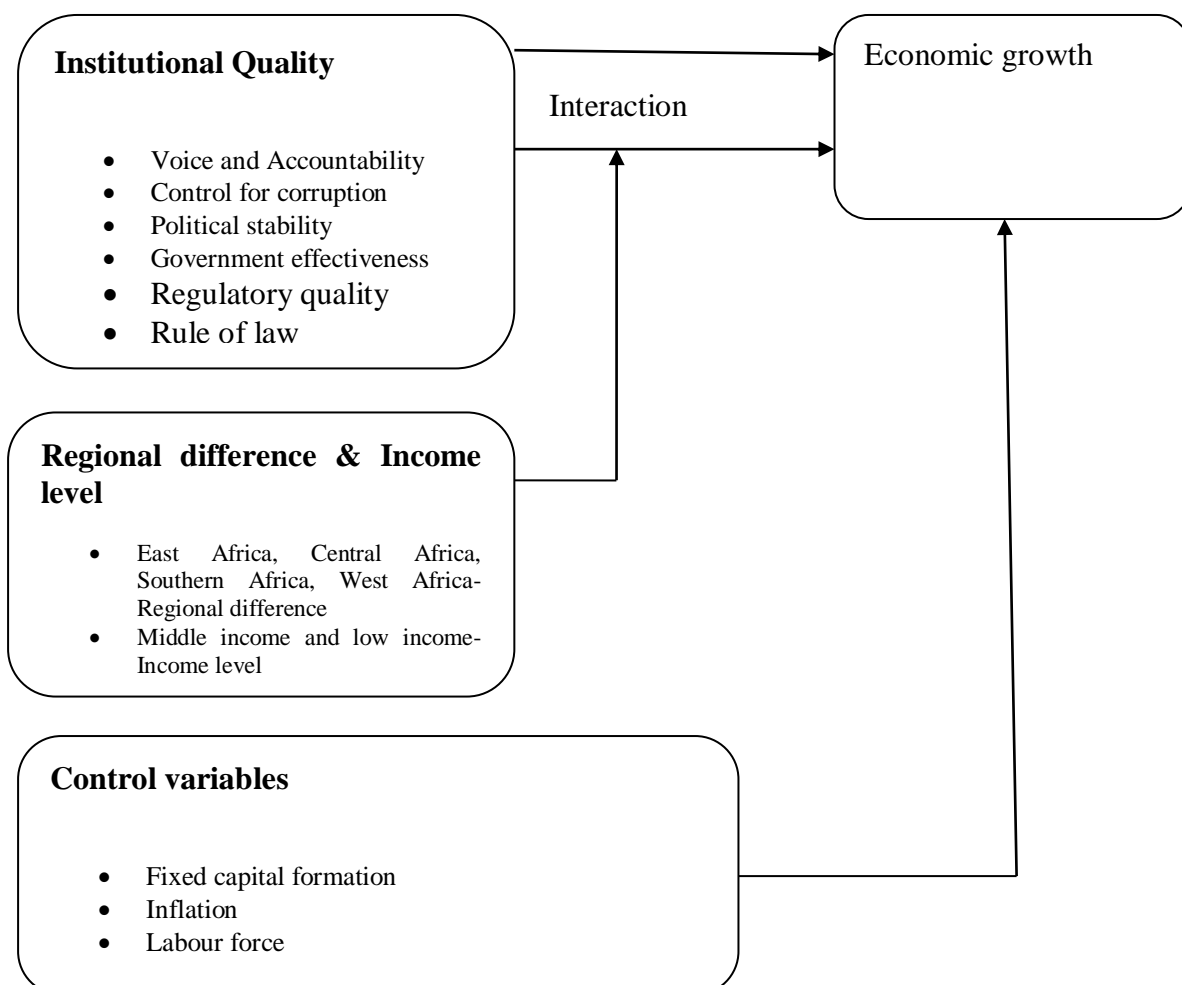 Institutional Quality
• Voice and Accountability
• Control for corruption
• Political stability
• Government effectiveness
• Regulatory quality
• Rule of law
Interaction
Economic growth
Regional difference & Income
level
• East Africa, Central Africa,
Southern Africa, West Africa-
Regional difference
• Middle income and low income-
Income level
Control variables
• Fixed capital formation
• Inflation
• Labour force